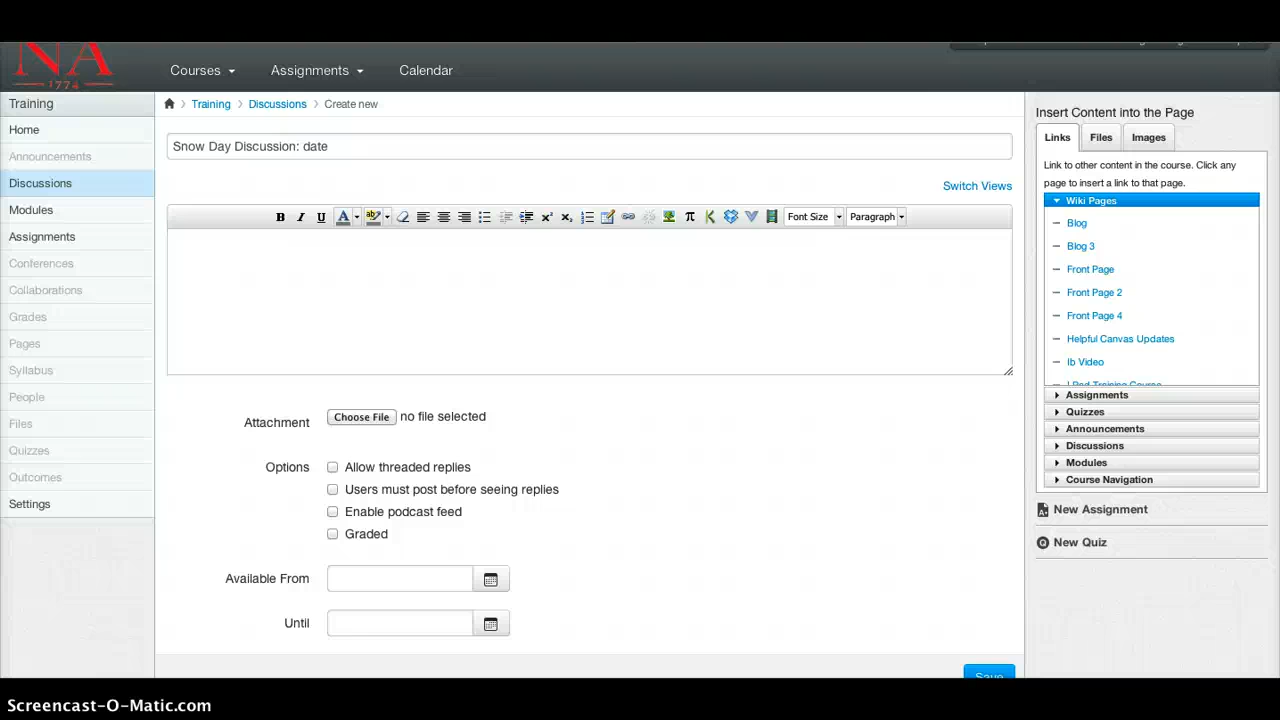 NA
1774
Courses
Assignments
Calendar
Training
Home
Announcements
Discussions
Modules
Assignments
Conferences
Collaborations
Grades
Pages
Syllabus
People
Files
Quizzes
Outcomes
Settings
Training > Discussions > Create new
Snow Day Discussion: date
Switch Views
B I U A aby Font Size Paragraph
Attachment Choose File no file selected
Options Allow threaded replies
Users must post before seeing replies
Enable podcast feed
Graded
Available From
Until
Save
Insert Content into the Page
Links Files Images
Link to other content in the course. Click any
page to insert a link to that page.
Wiki Pages
Blog
Blog 3
Front Page
Front Page 2
Front Page 4
Helpful Canvas Updates
Ib Video
I Pad Training Course
Assignments
Quizzes
Announcements
Discussions
Modules
Course Navigation
New Assignment
New Quiz
Screencast-O-Matic.com